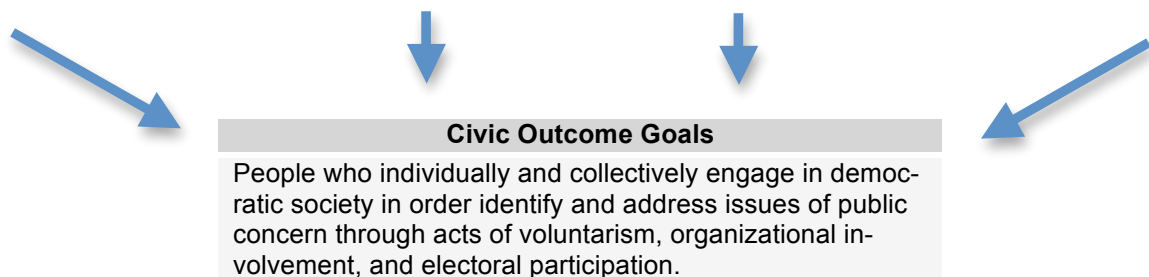 Civic Outcome Goals
People who individually and collectively engage in democ-
ratic society in order identify and address issues of public
concern through acts of voluntarism, organizational in-
volvement, and electoral participation.